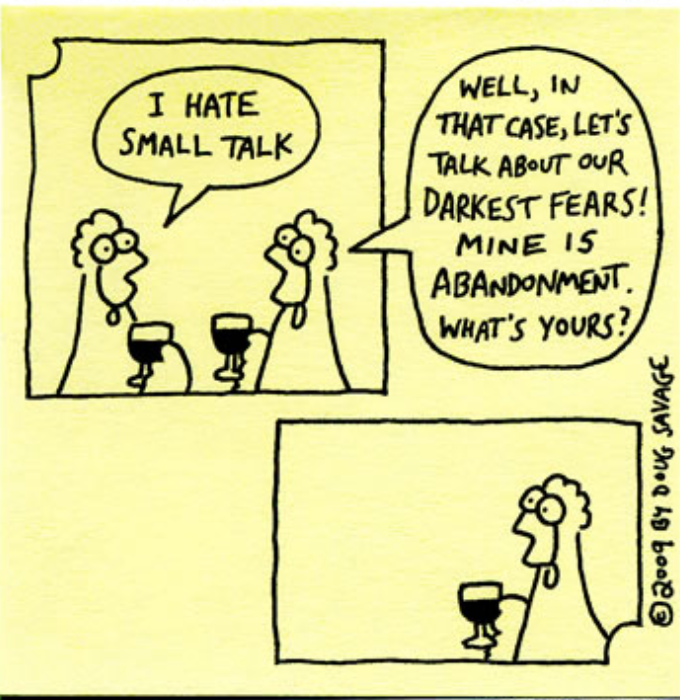 I HATE
SMALL TALK
WELL, IN
THAT CASE, LET'S
TALK ABOUT OUR
DARKEST FEARS!
MINE IS
ABANDONMENT.
WHAT'S YOURS?
©2009 BY DOUG SAVAGE